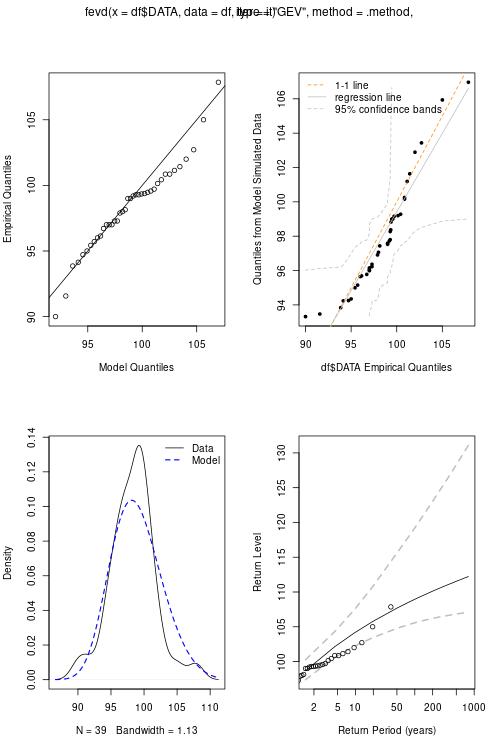 fevd(x = df$DATA, data = df, type = "GEV", method = .method,
1-1 line
regression line
95% confidence bands
Empirical Quantiles
90 95 100 105
95 100 105
Model Quantiles
Quantiles from Model Simulated Data
94 96 98 100 102 104 106
90 95 100 105
df$DATA Empirical Quantiles
Data
Model
Density
0.00 0.02 0.04 0.06 0.08 0.10 0.12 0.14
90 95 100 105 110
N = 39 Bandwidth = 1.13
Return Level
100 105 110 115 120 125 130
2 5 10 50 200 1000
Return Period (years)